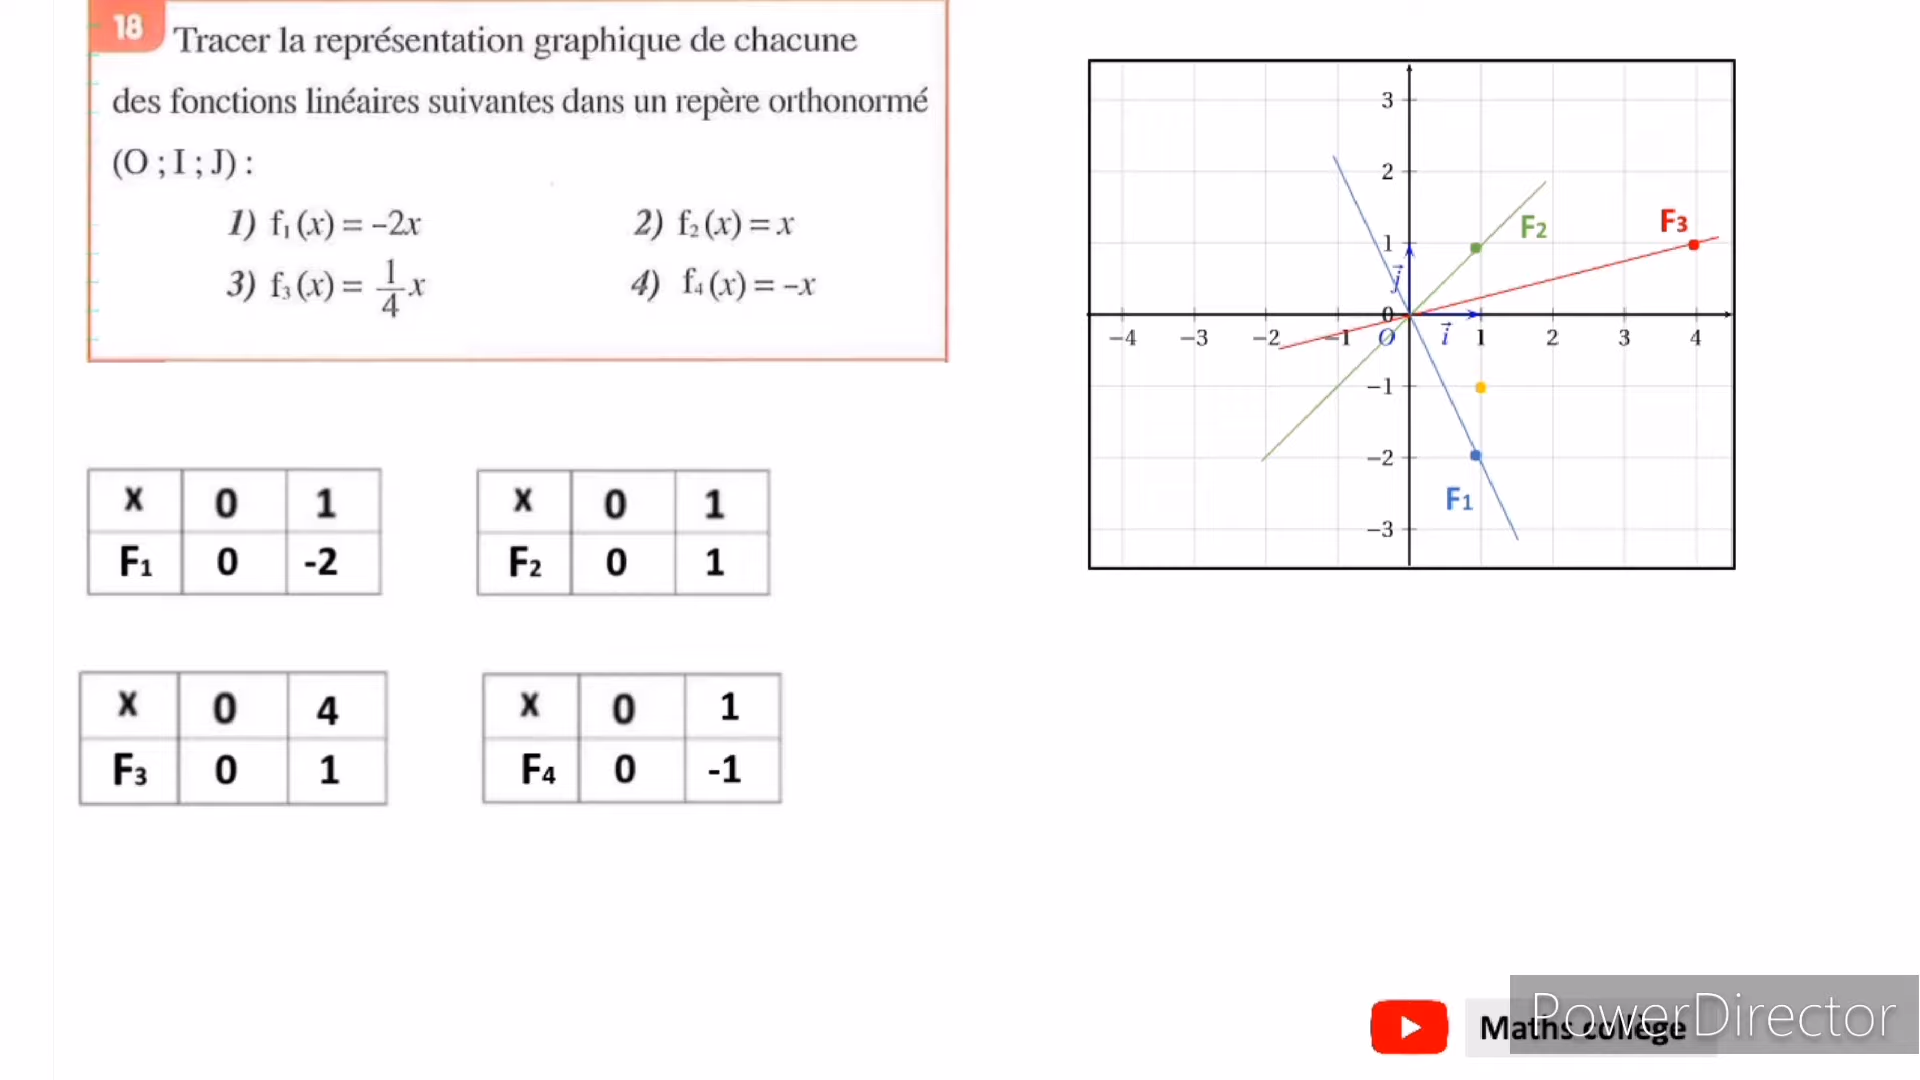 18 Tracer la représentation graphique de chacune
des fonctions linéaires suivantes dans un repère orthonormé
(O ; I ; J) :
1) f₁(x) = –2x 2) f₂(x) = x
3) f₃(x) = 1/4 x 4) f₄(x) = –x
X 0 1
F1 0 -2
X 0 1
F2 0 1
X 0 4
F3 0 1
X 0 1
F4 0 -1
3
2
1
0
−1
−2
−3
−4 −3 −2 −1 O 1 2 3 4
j
i
F2
F3
F1
Maths collège
PowerDirector